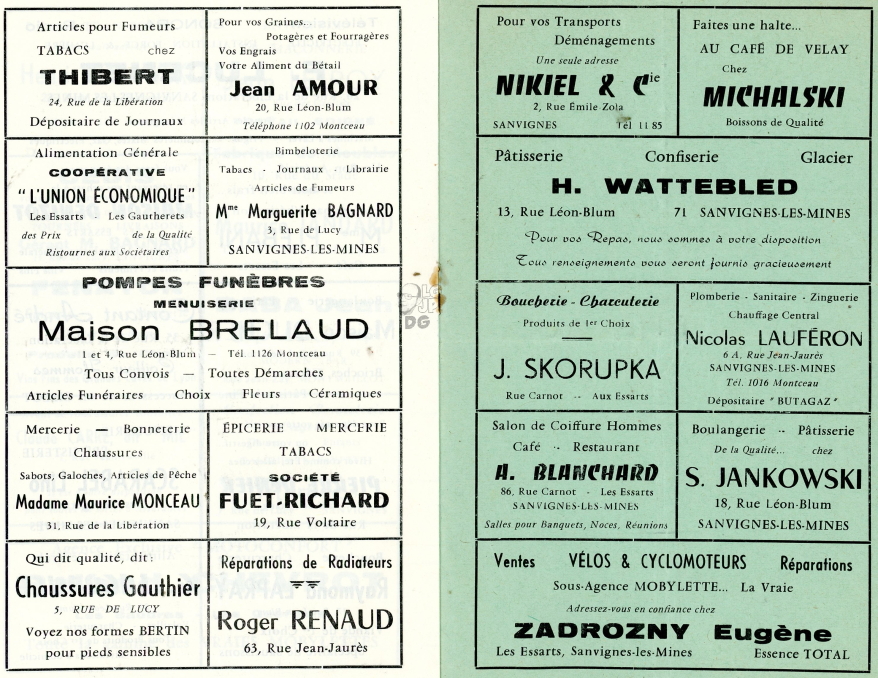 Articles pour Fumeurs
TABACS chez
THIBERT
24, Rue de la Libération
Dépositaire de Journaux
Pour vos Graines...
Potagères et Fourragères
Vos Engrais
Votre Aliment du Bétail
Jean AMOUR
20, Rue Léon-Blum
Téléphone 1102 Montceau
Alimentation Générale
COOPÉRATIVE
"L'UNION ÉCONOMIQUE"
Les Essarts - Les Gautherets
des Prix de la Qualité
Ristournes aux Sociétaires
Bimbeloterie
Tabacs - Journaux - Librairie
Articles de Fumeurs
Mme Marguerite BAGNARD
3, Rue de Lucy
SANVIGNES-LES-MINES
POMPES FUNÈBRES
MENUISERIE
Maison BRELAUD
1 et 4, Rue Léon-Blum — Tél. 1126 Montceau
Tous Convois — Toutes Démarches
Articles Funéraires Choix Fleurs Céramiques
Mercerie — Bonneterie
Chaussures
Sabots, Galoches, Articles de Pêche
Madame Maurice MONCEAU
31, Rue de la Libération
ÉPICERIE MERCERIE
TABACS
SOCIÉTÉ
FUET-RICHARD
19, Rue Voltaire
Qui dit qualité, dit :
Chaussures Gauthier
5, RUE DE LUCY
Voyez nos formes BERTIN
pour pieds sensibles
Réparations de Radiateurs
Roger RENAUD
63, Rue Jean-Jaurès
Pour vos Transports
Déménagements
Une seule adresse
NIKIEL & Cie
2, Rue Émile Zola
SANVIGNES Tél 11 85
Faites une halte...
AU CAFÉ DE VELAY
Chez
MICHALSKI
Boissons de Qualité
Pâtisserie Confiserie Glacier
H. WATTEBLED
13, Rue Léon-Blum 71 SANVIGNES-LES-MINES
Pour vos Repas, nous sommes à votre disposition
Tous renseignements vous seront fournis gracieusement
Boucherie - Charcuterie
Produits de 1er Choix
J. SKORUPKA
Rue Carnot -- Aux Essarts
Plomberie - Sanitaire - Zinguerie
Chauffage Central
Nicolas LAUFÉRON
6 A, Rue Jean-Jaurès
SANVIGNES-LES-MINES
Tél. 1016 Montceau
Dépositaire "BUTAGAZ"
Salon de Coiffure Hommes
Café - Restaurant
A. BLANCHARD
86, Rue Carnot - Les Essarts
SANVIGNES-LES-MINES
Salles pour Banquets, Noces, Réunions
Boulangerie -- Pâtisserie
De la Qualité... chez
S. JANKOWSKI
18, Rue Léon-Blum
SANVIGNES-LES-MINES
Ventes VÉLOS & CYCLOMOTEURS Réparations
Sous-Agence MOBYLETTE... La Vraie
Adressez-vous en confiance chez
ZADROZNY Eugène
Les Essarts, Sanvignes-les-Mines Essence TOTAL